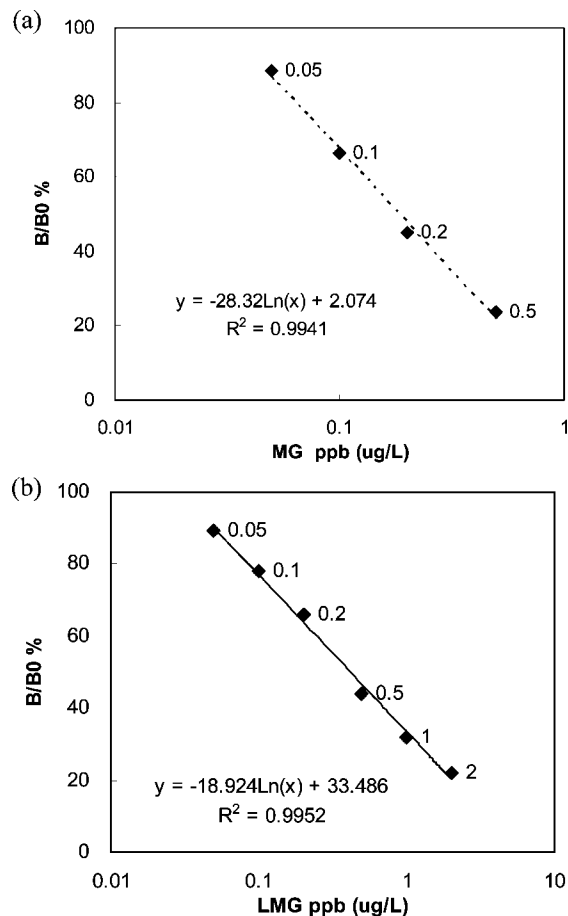 (a)
100
80
60
40
20
0
B/B0 %
0.05
0.1
0.2
0.5
y = -28.32Ln(x) + 2.074
R² = 0.9941
0.01
0.1
1
MG ppb (ug/L)
(b)
100
80
60
40
20
0
B/B0 %
0.05
0.1
0.2
0.5
1
2
y = -18.924Ln(x) + 33.486
R² = 0.9952
0.01
0.1
1
10
LMG ppb (ug/L)